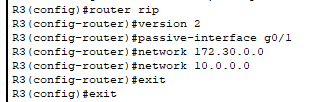 R3(config)#router rip
R3(config-router)#version 2
R3(config-router)#passive-interface g0/1
R3(config-router)#network 172.30.0.0
R3(config-router)#network 10.0.0.0
R3(config-router)#exit
R3(config)#exit